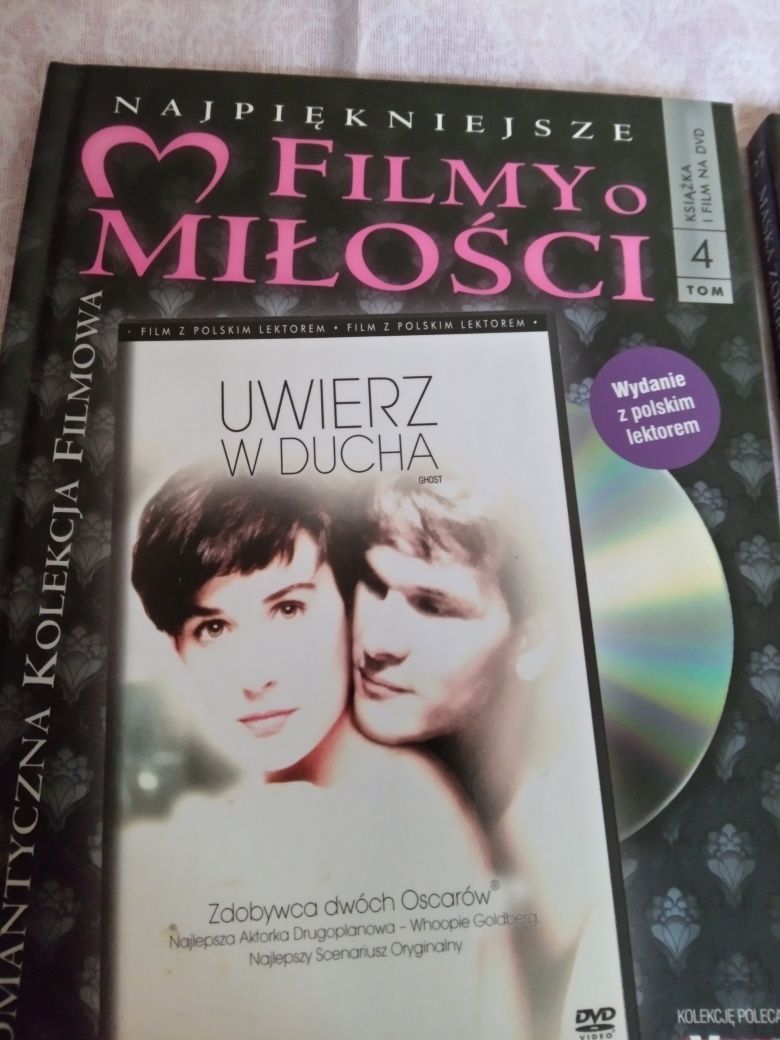 NAJPIĘKNIEJSZE
FILMY O
MIŁOŚCI
KSIĄŻKA
I FILM NA DVD
4
TOM
KOLEKCJA FILMOWA
• FILM Z POLSKIM LEKTOREM • FILM Z POLSKIM LEKTOREM •
Wydanie
z polskim
lektorem
UWIERZ
W DUCHA
GHOST
Zdobywca dwóch Oscarów®
Najlepsza Aktorka Drugoplanowa – Whoopie Goldberg.
Najlepszy Scenariusz Oryginalny.
DVD
VIDEO
KOLEKCJĘ POLECA